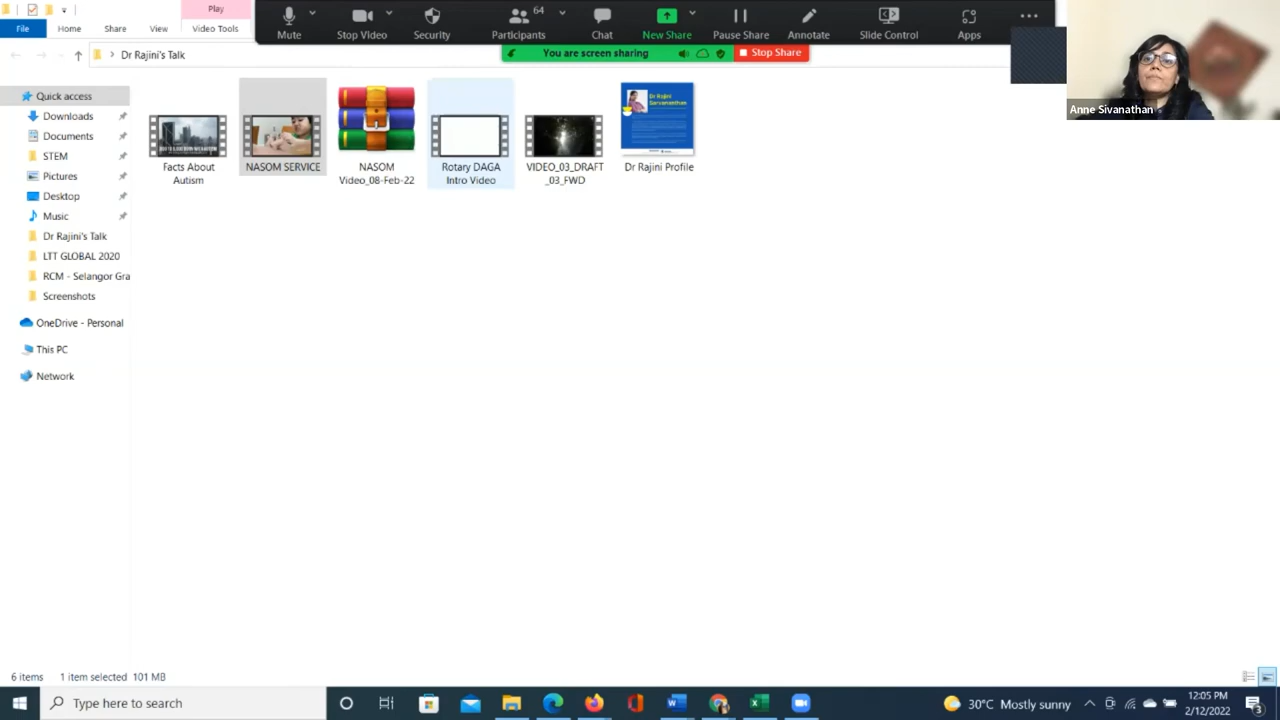 Play
File
Home
Share
View
Video Tools
Mute
Stop Video
Security
64
Participants
Chat
New Share
Pause Share
Annotate
Slide Control
Apps
You are screen sharing
Stop Share
Dr Rajini's Talk
Anne Sivanathan
Quick access
Downloads
Documents
STEM
Pictures
Desktop
Music
Dr Rajini's Talk
LTT GLOBAL 2020
RCM - Selangor Gra
Screenshots
OneDrive - Personal
This PC
Network
Facts About
Autism
NASOM SERVICE
NASOM
Video_08-Feb-22
Rotary DAGA
Intro Video
VIDEO_03_DRAFT
_03_FWD
Dr Rajini
Sarvananthan
Dr Rajini Profile
6 items
1 item selected 101 MB
Type here to search
30°C Mostly sunny
12:05 PM
2/12/2022
3